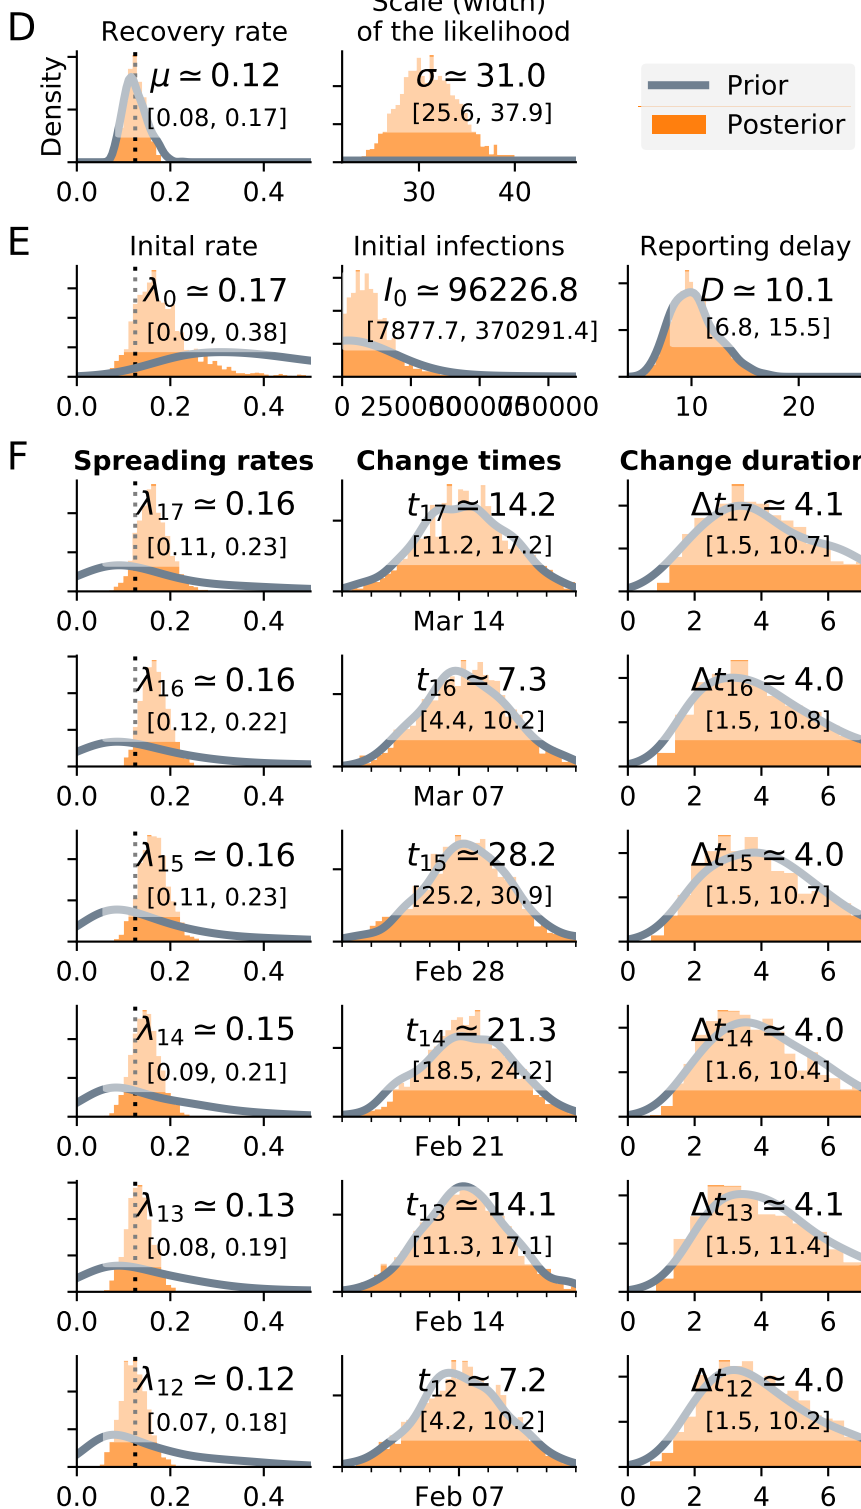 D
Scale (width)
Recovery rate
of the likelihood
Density
μ ≃ 0.12
[0.08, 0.17]
σ ≃ 31.0
[25.6, 37.9]
Prior
Posterior
0.0 0.2 0.4
30 40
E
Inital rate
Initial infections
Reporting delay
λ0 ≃ 0.17
[0.09, 0.38]
I0 ≃ 96226.8
[7877.7, 370291.4]
D ≃ 10.1
[6.8, 15.5]
0.0 0.2 0.4
0 250000 500000 750000
10 20
F
Spreading rates
Change times
Change duration
λ17 ≃ 0.16
[0.11, 0.23]
t17 ≃ 14.2
[11.2, 17.2]
Δt17 ≃ 4.1
[1.5, 10.7]
0.0 0.2 0.4
Mar 14
0 2 4 6
λ16 ≃ 0.16
[0.12, 0.22]
t16 ≃ 7.3
[4.4, 10.2]
Δt16 ≃ 4.0
[1.5, 10.8]
0.0 0.2 0.4
Mar 07
0 2 4 6
λ15 ≃ 0.16
[0.11, 0.23]
t15 ≃ 28.2
[25.2, 30.9]
Δt15 ≃ 4.0
[1.5, 10.7]
0.0 0.2 0.4
Feb 28
0 2 4 6
λ14 ≃ 0.15
[0.09, 0.21]
t14 ≃ 21.3
[18.5, 24.2]
Δt14 ≃ 4.0
[1.6, 10.4]
0.0 0.2 0.4
Feb 21
0 2 4 6
λ13 ≃ 0.13
[0.08, 0.19]
t13 ≃ 14.1
[11.3, 17.1]
Δt13 ≃ 4.1
[1.5, 11.4]
0.0 0.2 0.4
Feb 14
0 2 4 6
λ12 ≃ 0.12
[0.07, 0.18]
t12 ≃ 7.2
[4.2, 10.2]
Δt12 ≃ 4.0
[1.5, 10.2]
0.0 0.2 0.4
Feb 07
0 2 4 6